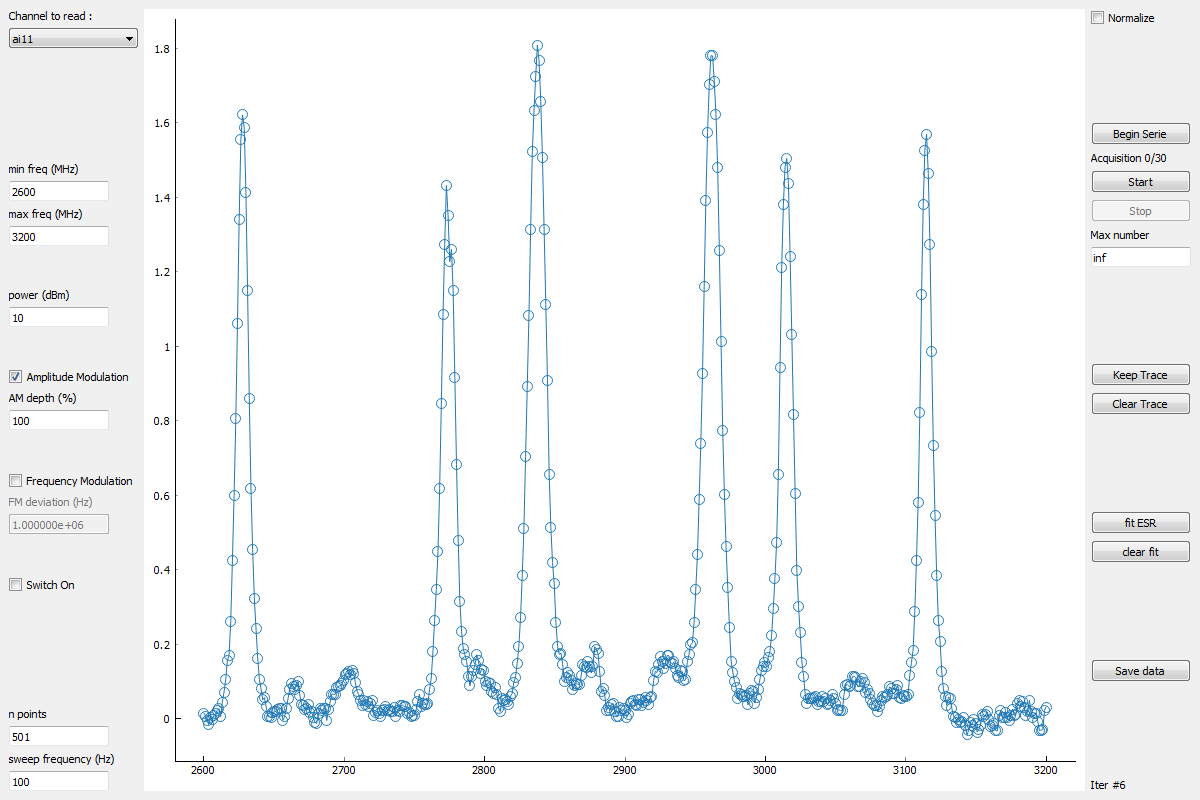 Channel to read :
ai11
min freq (MHz)
2600
max freq (MHz)
3200
power (dBm)
10
Amplitude Modulation
AM depth (%)
100
Frequency Modulation
FM deviation (Hz)
1.000000e+06
Switch On
n points
501
sweep frequency (Hz)
100
1.8
1.6
1.4
1.2
1
0.8
0.6
0.4
0.2
0
2600 2700 2800 2900 3000 3100 3200
Normalize
Begin Serie
Acquisition 0/30
Start
Stop
Max number
inf
Keep Trace
Clear Trace
fit ESR
clear fit
Save data
Iter #6